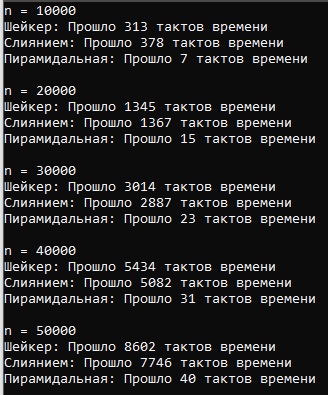 n = 10000
Шейкер: Прошло 313 тактов времени
Слиянием: Прошло 378 тактов времени
Пирамидальная: Прошло 7 тактов времени
n = 20000
Шейкер: Прошло 1345 тактов времени
Слиянием: Прошло 1367 тактов времени
Пирамидальная: Прошло 15 тактов времени
n = 30000
Шейкер: Прошло 3014 тактов времени
Слиянием: Прошло 2887 тактов времени
Пирамидальная: Прошло 23 тактов времени
n = 40000
Шейкер: Прошло 5434 тактов времени
Слиянием: Прошло 5082 тактов времени
Пирамидальная: Прошло 31 тактов времени
n = 50000
Шейкер: Прошло 8602 тактов времени
Слиянием: Прошло 7746 тактов времени
Пирамидальная: Прошло 40 тактов времени